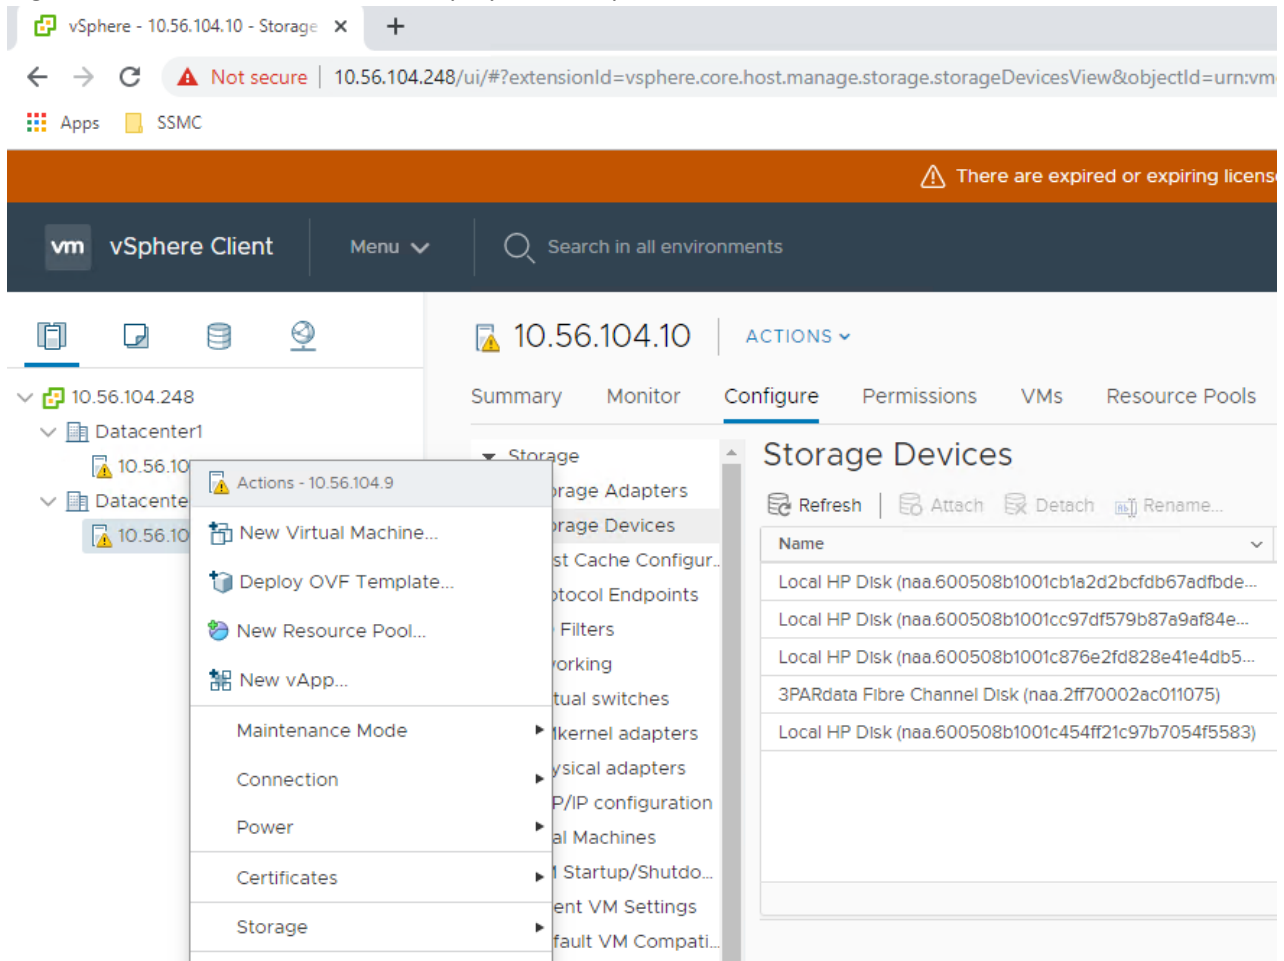 vSphere - 10.56.104.10 - Storage
Not secure | 10.56.104.248/ui/#?extensionId=vsphere.core.host.manage.storage.storageDevicesView&objectId=urn:vm
Apps SSMC
There are expired or expiring license
vm vSphere Client Menu Search in all environments
10.56.104.10 ACTIONS
Summary Monitor Configure Permissions VMs Resource Pools
10.56.104.248
Datacenter1
10.56.10
Datacente
10.56.10
Actions - 10.56.104.9
New Virtual Machine...
Deploy OVF Template...
New Resource Pool...
New vApp...
Maintenance Mode
Connection
Power
Certificates
Storage
Storage
orage Adapters
orage Devices
st Cache Configur..
otocol Endpoints
Filters
orking
tual switches
kernel adapters
ysical adapters
P/IP configuration
al Machines
Startup/Shutdo...
ent VM Settings
fault VM Compati...
Storage Devices
Refresh | Attach Detach Rename...
Name
Local HP Disk (naa.600508b1001cb1a2d2bcfdb67adfbde...
Local HP Disk (naa.600508b1001cc97df579b87a9af84e...
Local HP Disk (naa.600508b1001c876e2fd828e41e4db5...
3PARdata Fibre Channel Disk (naa.2ff70002ac011075)
Local HP Disk (naa.600508b1001c454ff21c97b7054f5583)